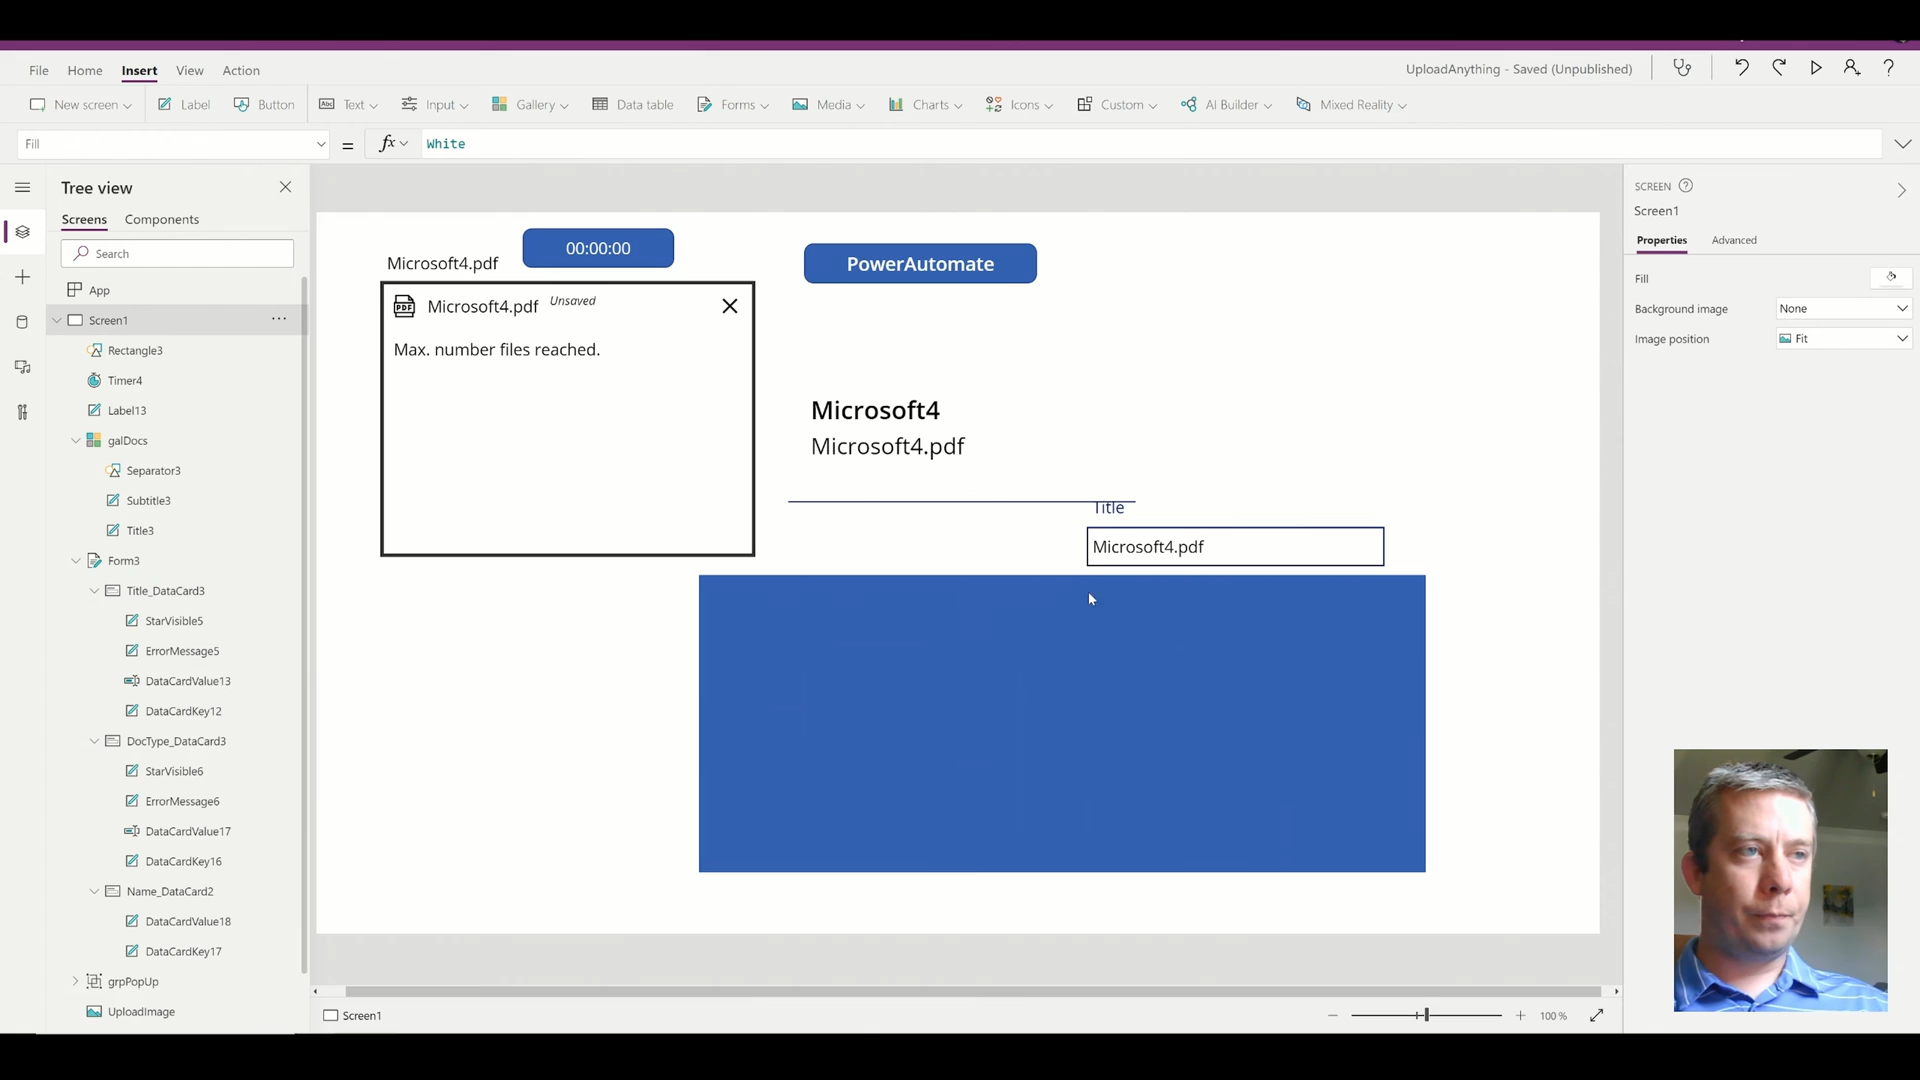 File Home Insert View Action
UploadAnything - Saved (Unpublished)
New screen Label Button Text Input Gallery Data table Forms Media Charts Icons Custom AI Builder Mixed Reality
Fill = fx White
Tree view
Screens Components
Search
App
Screen1
Rectangle3
Timer4
Label13
galDocs
Separator3
Subtitle3
Title3
Form3
Title_DataCard3
StarVisible5
ErrorMessage5
DataCardValue13
DataCardKey12
DocType_DataCard3
StarVisible6
ErrorMessage6
DataCardValue17
DataCardKey16
Name_DataCard2
DataCardValue18
DataCardKey17
grpPopUp
UploadImage
Microsoft4.pdf
00:00:00
PowerAutomate
PDF Microsoft4.pdf Unsaved
Max. number files reached.
Microsoft4
Microsoft4.pdf
Title
Microsoft4.pdf
SCREEN
Screen1
Properties Advanced
Fill
Background image None
Image position Fit
Screen1
100 %